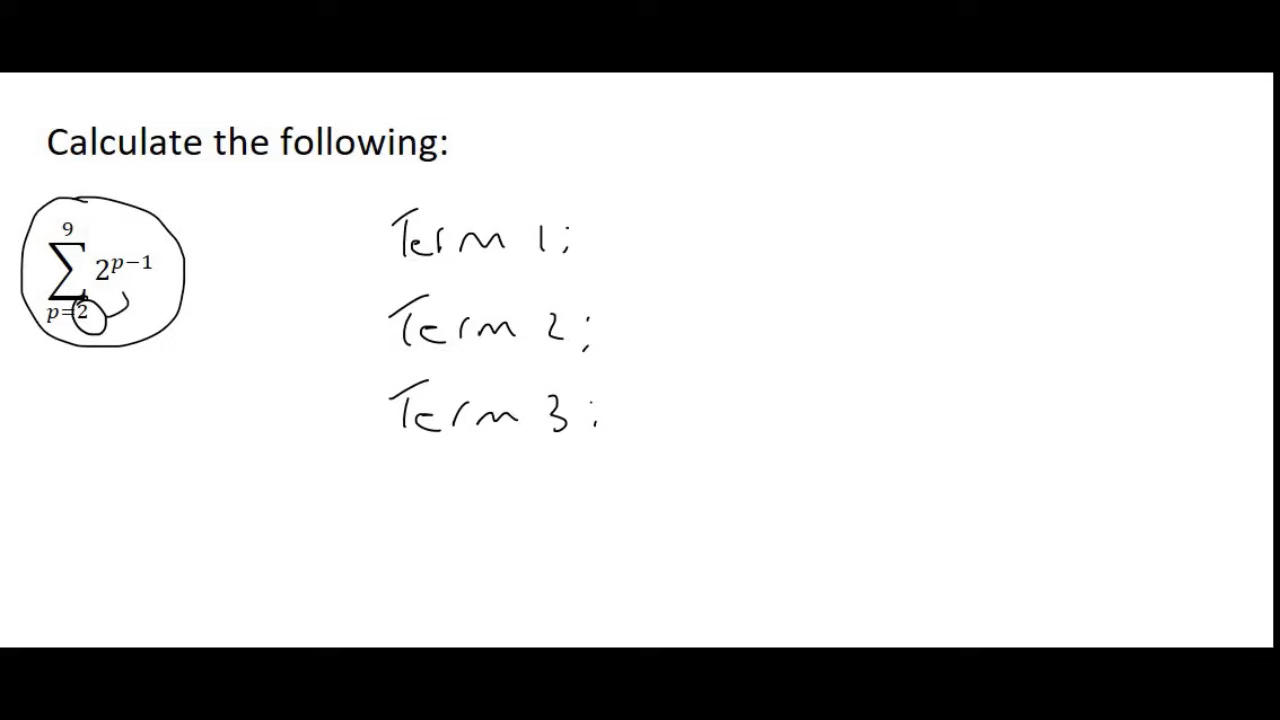 Calculate the following:
9
∑ 2^{p−1}
p=2
Term 1;
Term 2;
Term 3: